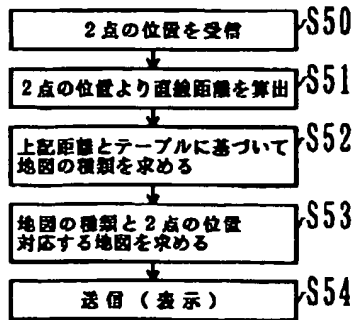 2点の位置を受信
S50
2点の位置より直線距離を算出
S51
上記距離とテーブルに基づいて
地図の種類を求める
S52
地図の種類と2点の位置
対応する地図を求める
S53
送信（表示）
S54